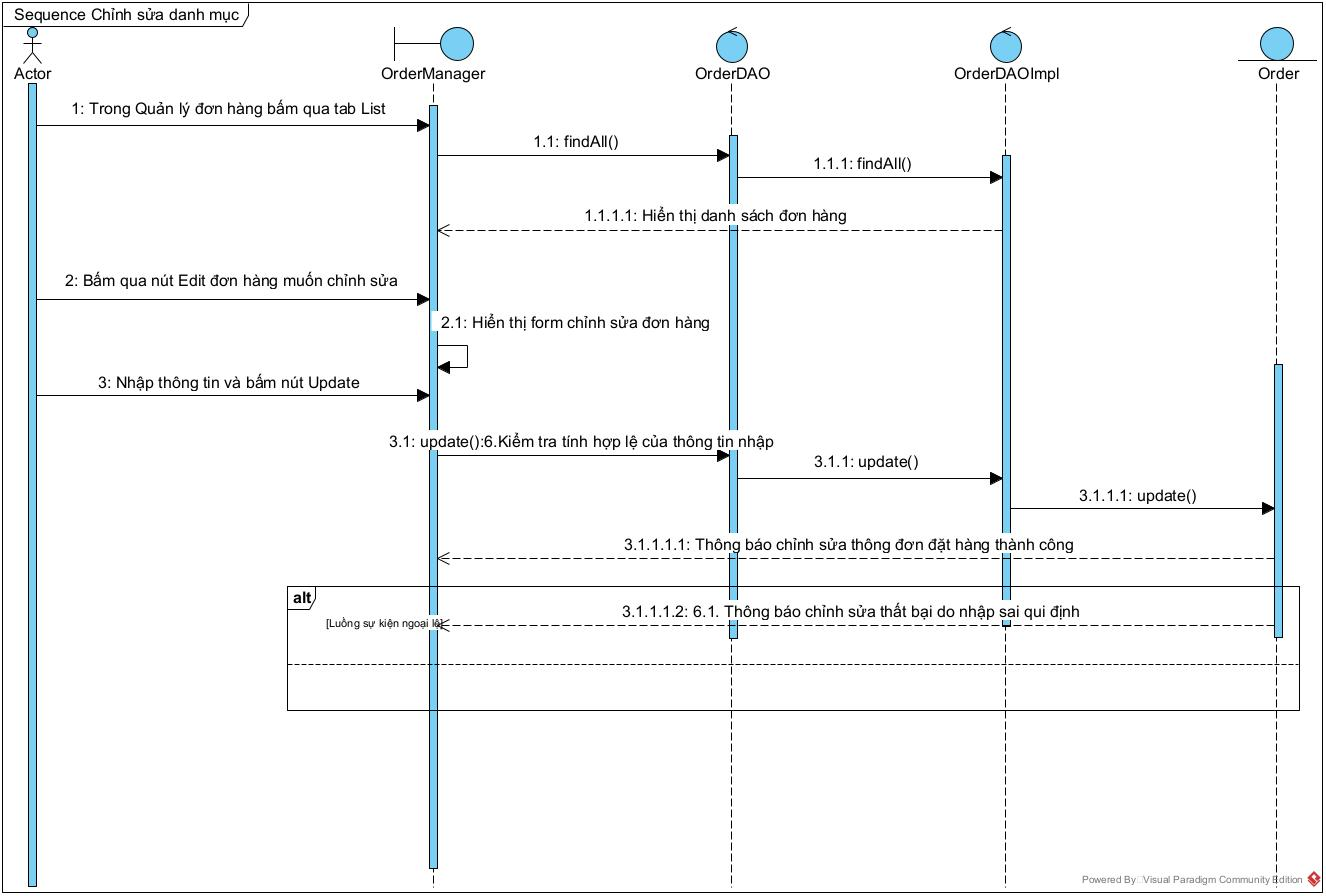 Sequence Chỉnh sửa danh mục
Actor
OrderManager
OrderDAO
OrderDAOImpl
Order
1: Trong Quản lý đơn hàng bấm qua tab List
1.1: findAll()
1.1.1: findAll()
1.1.1.1: Hiển thị danh sách đơn hàng
2: Bấm qua nút Edit đơn hàng muốn chỉnh sửa
2.1: Hiển thị form chỉnh sửa đơn hàng
3: Nhập thông tin và bấm nút Update
3.1: update():6.Kiểm tra tính hợp lệ của thông tin nhập
3.1.1: update()
3.1.1.1: update()
3.1.1.1.1: Thông báo chỉnh sửa thông đơn đặt hàng thành công
alt
3.1.1.1.2: 6.1. Thông báo chỉnh sửa thất bại do nhập sai qui định
[Luồng sự kiện ngoại lệ]
Powered By Visual Paradigm Community Edition